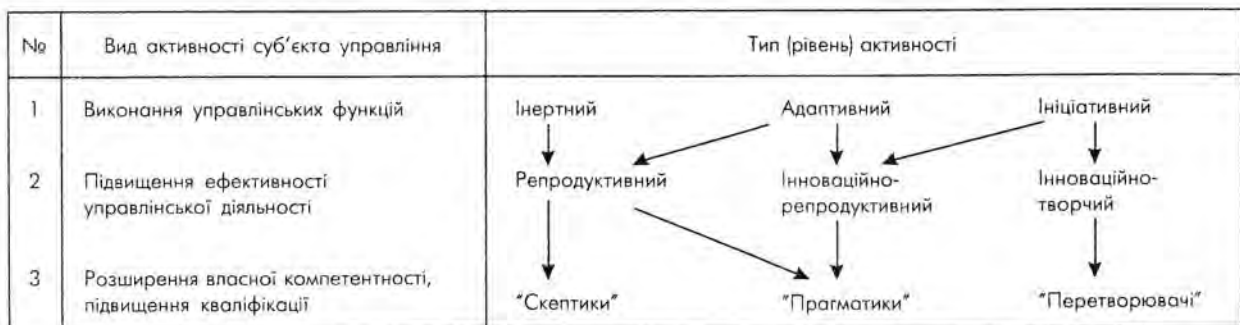 № Вид активності суб'єкта управління Тип (рівень) активності
1 Виконання управлінських функцій Інертний Адаптивний Ініціативний
2 Підвищення ефективності Репродуктивний Інноваційно- Інноваційно-
управлінської діяльності репродуктивний творчий
3 Розширення власної компетентності,
підвищення кваліфікації "Скептики" "Прагматики" "Перетворювачі"